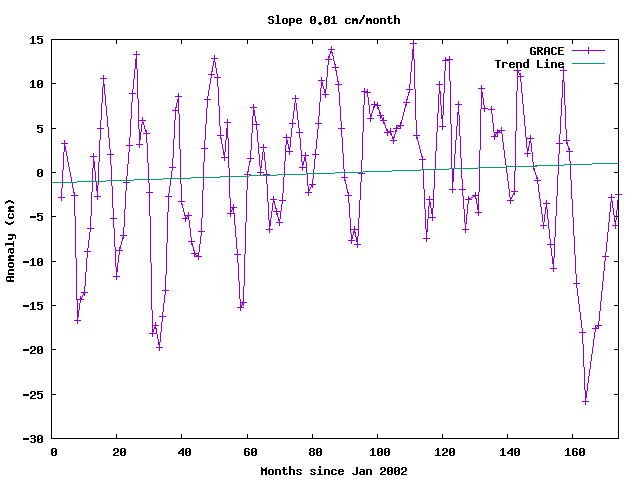 Slope 0.01 cm/month
GRACE
Trend Line
15
10
5
0
-5
-10
-15
-20
-25
-30
Anomaly (cm)
0 20 40 60 80 100 120 140 160
Months since Jan 2002